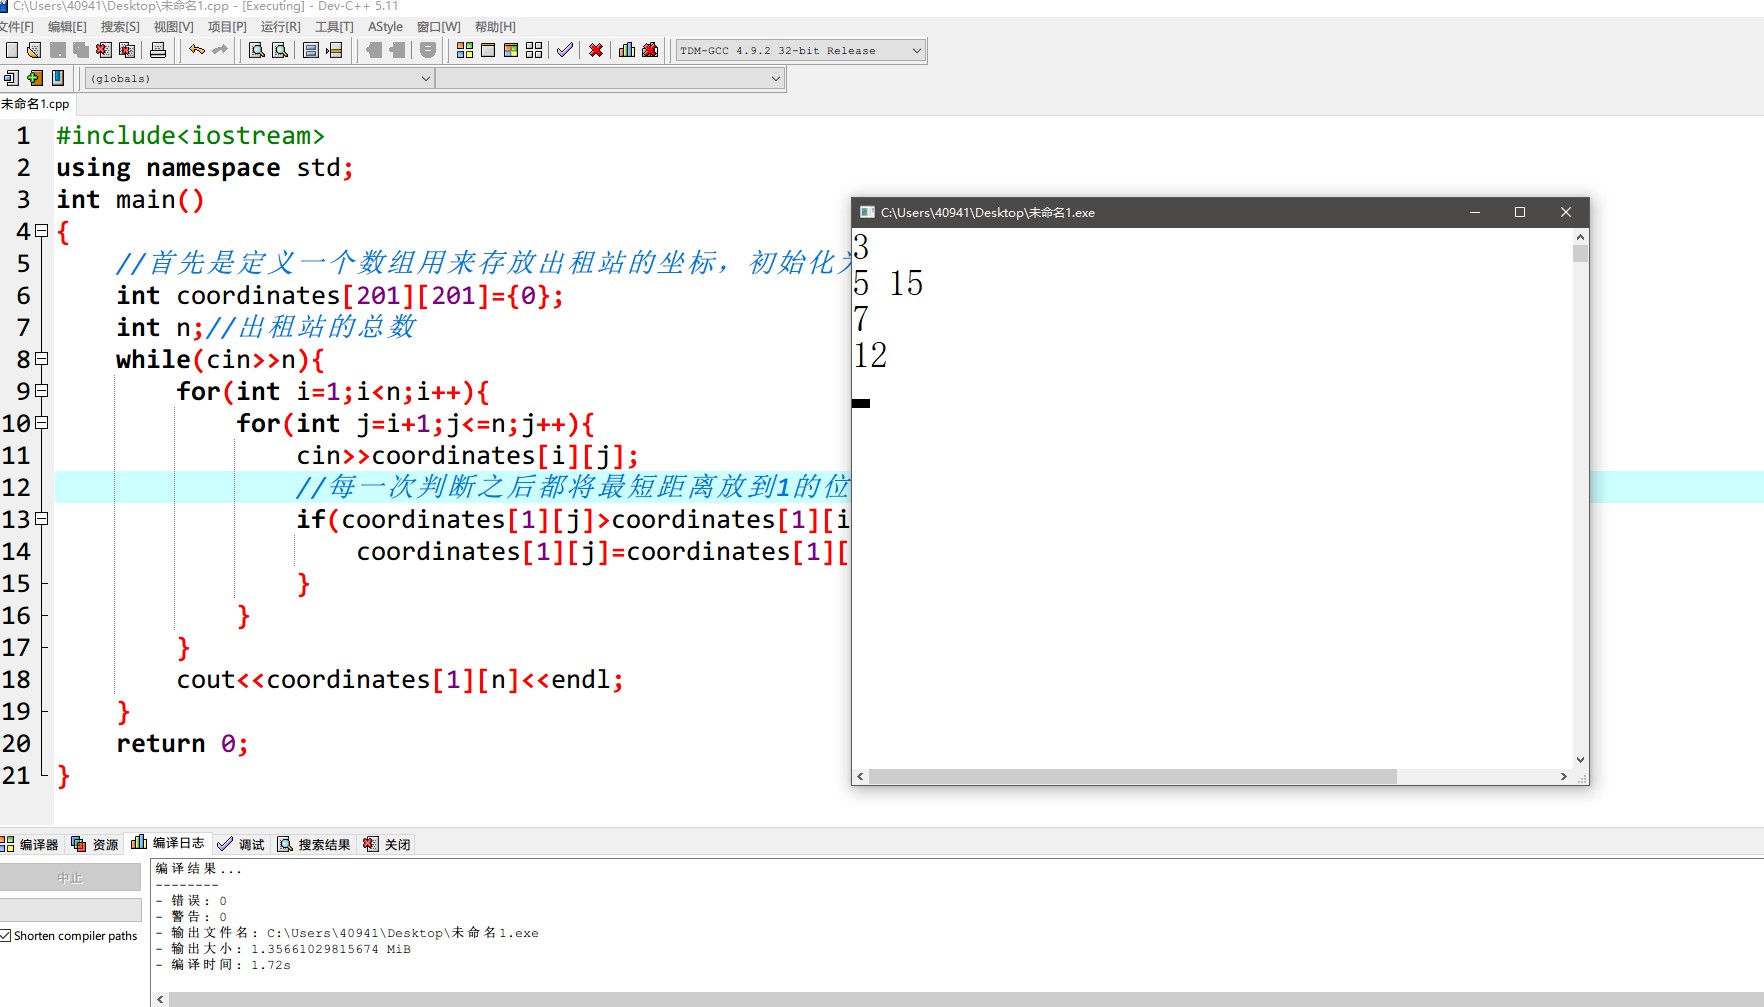 C:\Users\40941\Desktop\未命名1.cpp - [Executing] - Dev-C++ 5.11
文件[F] 编辑[E] 搜索[S] 视图[V] 项目[P] 运行[R] 工具[T] AStyle 窗口[W] 帮助[H]
TDM-GCC 4.9.2 32-bit Release
(globals)
未命名1.cpp
1 #include<iostream>
2 using namespace std;
3 int main()
4 {
5 //首先是定义一个数组用来存放出租站的坐标，初始化
6 int coordinates[201][201]={0};
7 int n;//出租站的总数
8 while(cin>>n){
9 for(int i=1;i<n;i++){
10 for(int j=i+1;j<=n;j++){
11 cin>>coordinates[i][j];
12 //每一次判断之后都将最短距离放到1的位
13 if(coordinates[1][j]>coordinates[1][i
14 coordinates[1][j]=coordinates[1][
15 }
16 }
17 }
18 cout<<coordinates[1][n]<<endl;
19 }
20 return 0;
21 }
C:\Users\40941\Desktop\未命名1.exe
3
5 15
7
12
编译器 资源 编译日志 调试 搜索结果 关闭
中止
Shorten compiler paths
编译结果...
--------
- 错误: 0
- 警告: 0
- 输出文件名: C:\Users\40941\Desktop\未命名1.exe
- 输出大小: 1.35661029815674 MiB
- 编译时间: 1.72s